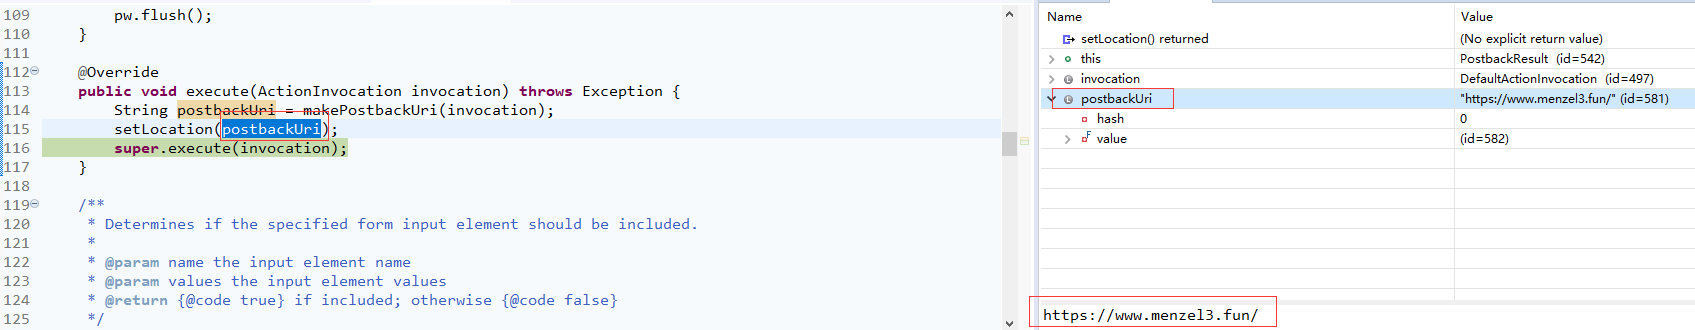 109 pw.flush();
110 }
111
112 @Override
113 public void execute(ActionInvocation invocation) throws Exception {
114 String postbackUri = makePostbackUri(invocation);
115 setLocation(postbackUri);
116 super.execute(invocation);
117 }
118
119 /**
120 * Determines if the specified form input element should be included.
121 *
122 * @param name the input element name
123 * @param values the input element values
124 * @return {@code true} if included; otherwise {@code false}
125 */
Name Value
setLocation() returned (No explicit return value)
this PostbackResult (id=542)
invocation DefaultActionInvocation (id=497)
postbackUri "https://www.menzel3.fun/" (id=581)
hash 0
value (id=582)
https://www.menzel3.fun/